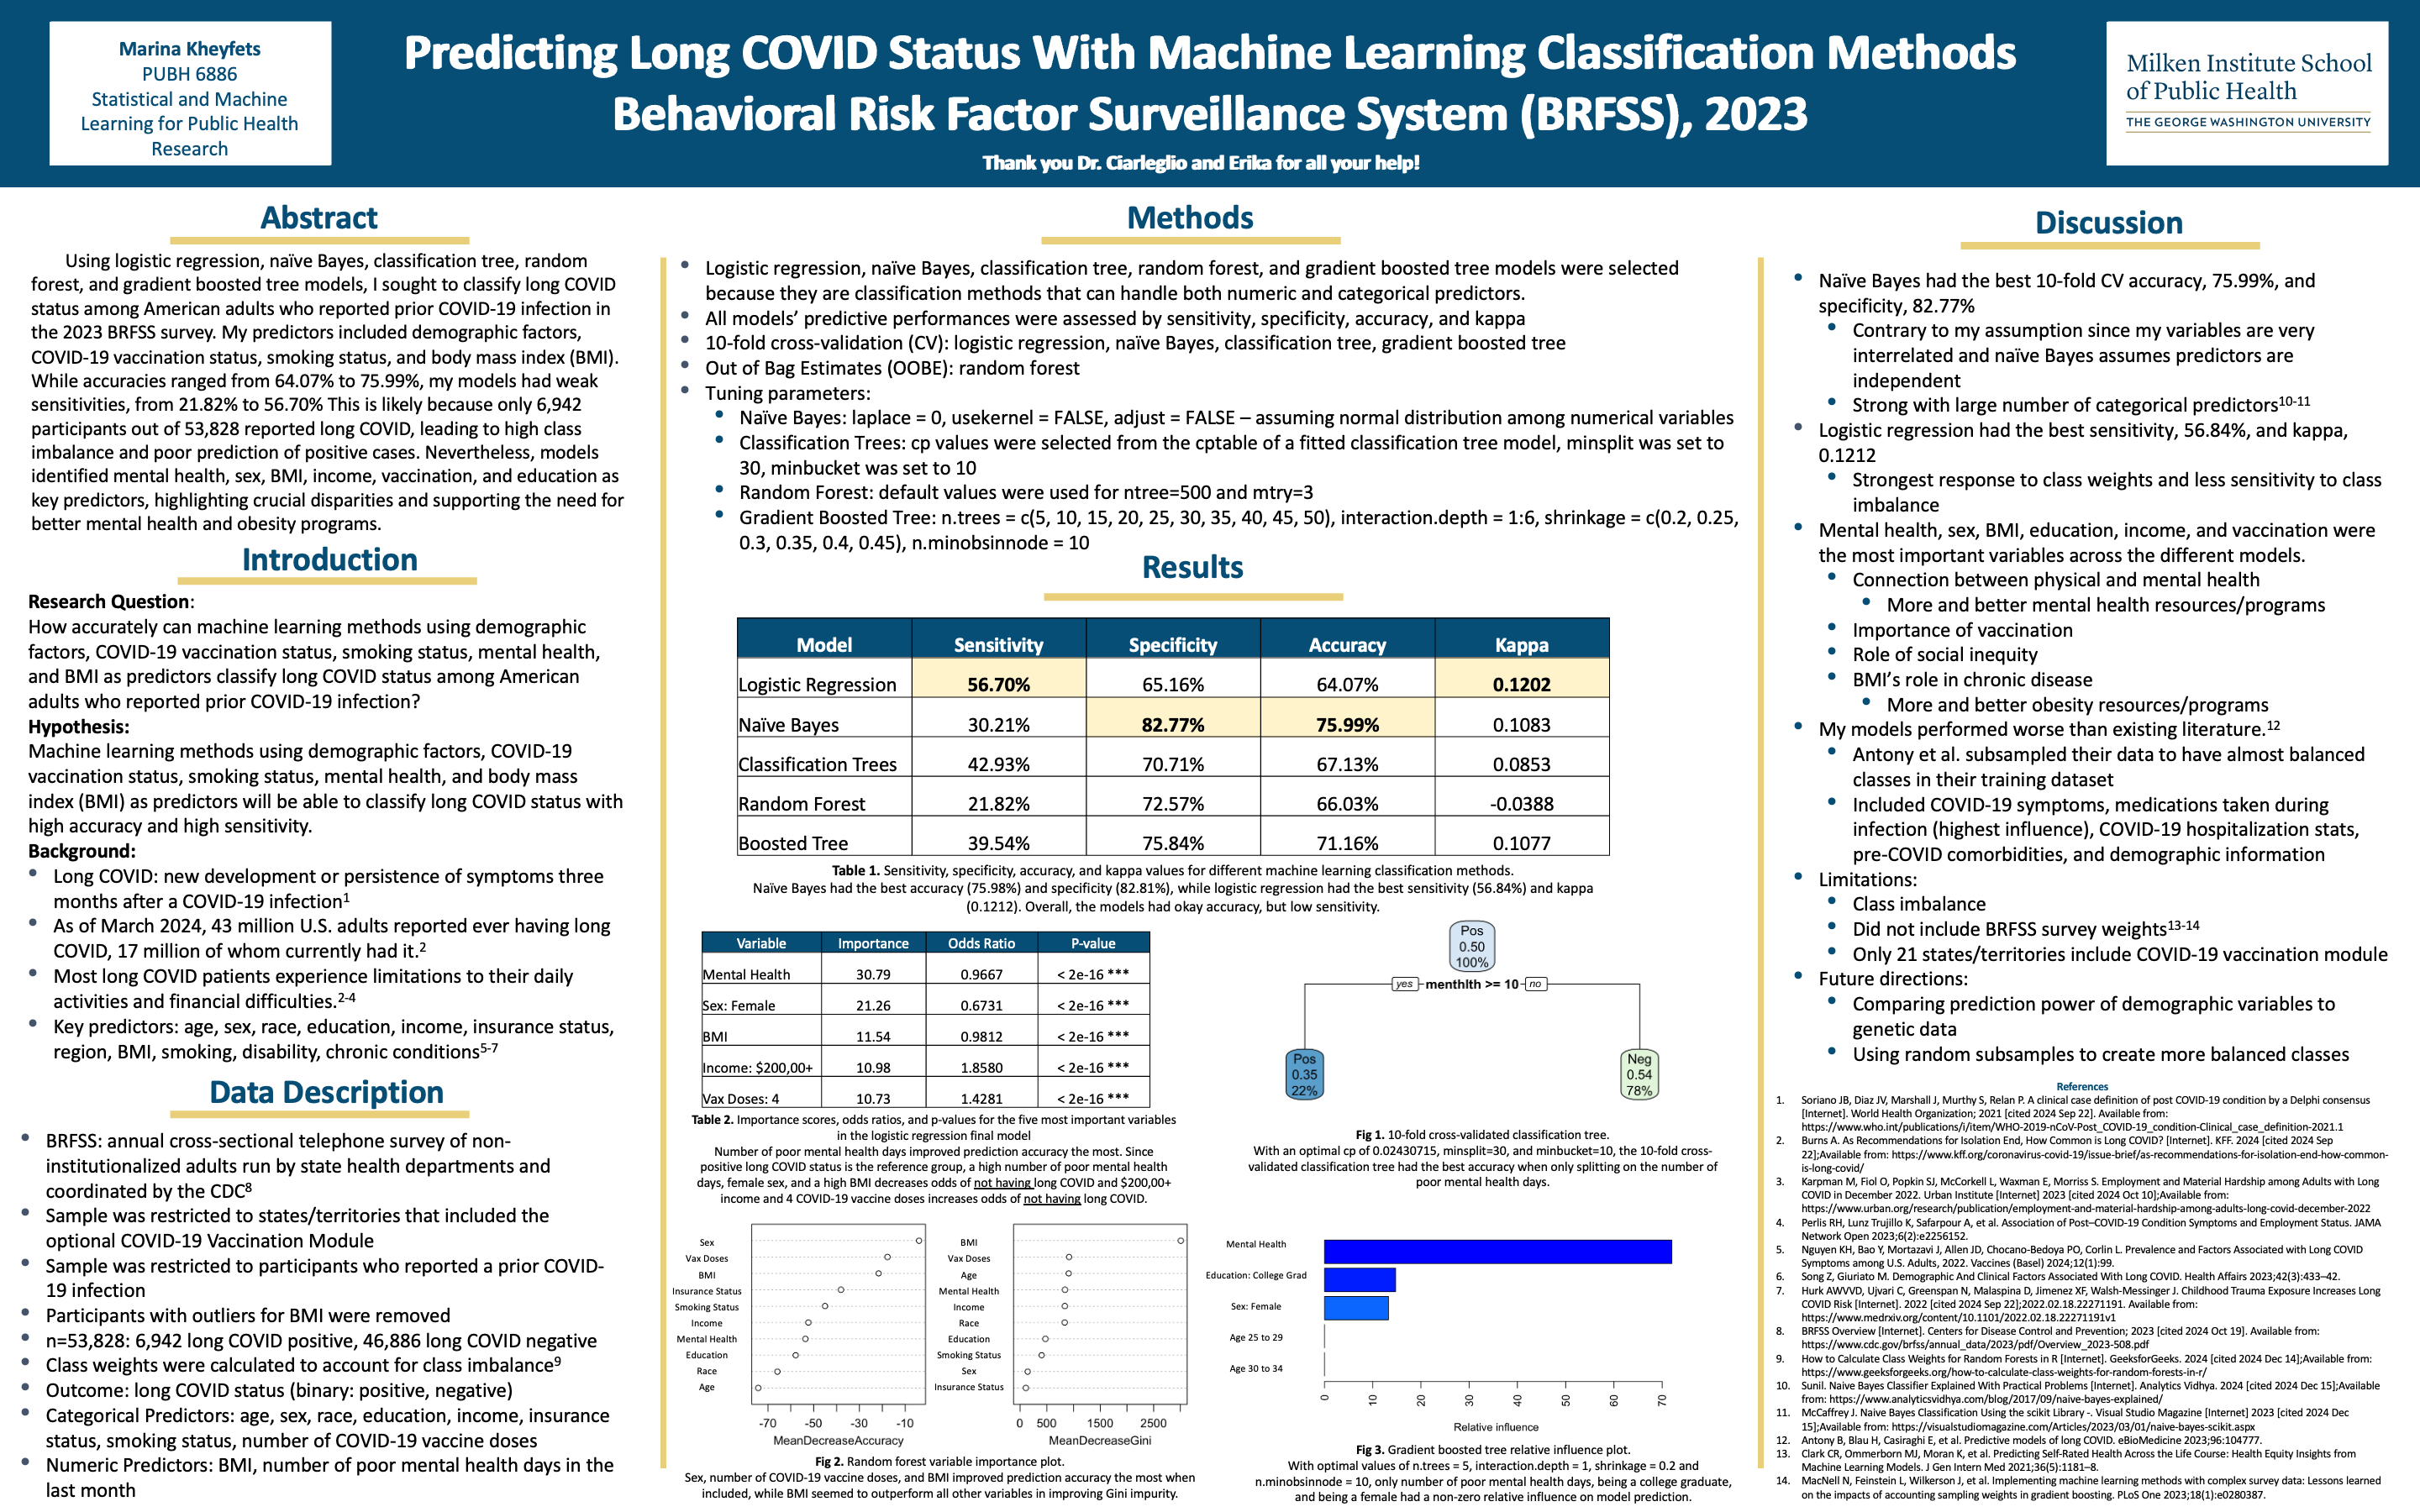 Marina Kheyfets
PUBH 6886
Statistical and Machine
Learning for Public Health
Research
Predicting Long COVID Status With Machine Learning Classification Methods
Behavioral Risk Factor Surveillance System (BRFSS), 2023
Thank you Dr. Ciarleglio and Erika for all your help!
Milken Institute School
of Public Health
THE GEORGE WASHINGTON UNIVERSITY
Abstract
Using logistic regression, naïve Bayes, classification tree, random
forest, and gradient boosted tree models, I sought to classify long COVID
status among American adults who reported prior COVID-19 infection in
the 2023 BRFSS survey. My predictors included demographic factors,
COVID-19 vaccination status, smoking status, and body mass index (BMI).
While accuracies ranged from 64.07% to 75.99%, my models had weak
sensitivities, from 21.82% to 56.70% This is likely because only 6,942
participants out of 53,828 reported long COVID, leading to high class
imbalance and poor prediction of positive cases. Nevertheless, models
identified mental health, sex, BMI, income, vaccination, and education as
key predictors, highlighting crucial disparities and supporting the need for
better mental health and obesity programs.
Introduction
Research Question:
How accurately can machine learning methods using demographic
factors, COVID-19 vaccination status, smoking status, mental health,
and BMI as predictors classify long COVID status among American
adults who reported prior COVID-19 infection?
Hypothesis:
Machine learning methods using demographic factors, COVID-19
vaccination status, smoking status, mental health, and body mass
index (BMI) as predictors will be able to classify long COVID status with
high accuracy and high sensitivity.
Background:
• Long COVID: new development or persistence of symptoms three
months after a COVID-19 infection1
• As of March 2024, 43 million U.S. adults reported ever having long
COVID, 17 million of whom currently had it.2
• Most long COVID patients experience limitations to their daily
activities and financial difficulties.2-4
• Key predictors: age, sex, race, education, income, insurance status,
region, BMI, smoking, disability, chronic conditions5-7
Data Description
• BRFSS: annual cross-sectional telephone survey of non-
institutionalized adults run by state health departments and
coordinated by the CDC8
• Sample was restricted to states/territories that included the
optional COVID-19 Vaccination Module
• Sample was restricted to participants who reported a prior COVID-
19 infection
• Participants with outliers for BMI were removed
• n=53,828: 6,942 long COVID positive, 46,886 long COVID negative
• Class weights were calculated to account for class imbalance9
• Outcome: long COVID status (binary: positive, negative)
• Categorical Predictors: age, sex, race, education, income, insurance
status, smoking status, number of COVID-19 vaccine doses
• Numeric Predictors: BMI, number of poor mental health days in the
last month
Methods
• Logistic regression, naïve Bayes, classification tree, random forest, and gradient boosted tree models were selected
because they are classification methods that can handle both numeric and categorical predictors.
• All models’ predictive performances were assessed by sensitivity, specificity, accuracy, and kappa
• 10-fold cross-validation (CV): logistic regression, naïve Bayes, classification tree, gradient boosted tree
• Out of Bag Estimates (OOBE): random forest
• Tuning parameters:
• Naïve Bayes: laplace = 0, usekernel = FALSE, adjust = FALSE – assuming normal distribution among numerical variables
• Classification Trees: cp values were selected from the cptable of a fitted classification tree model, minsplit was set to
30, minbucket was set to 10
• Random Forest: default values were used for ntree=500 and mtry=3
• Gradient Boosted Tree: n.trees = c(5, 10, 15, 20, 25, 30, 35, 40, 45, 50), interaction.depth = 1:6, shrinkage = c(0.2, 0.25,
0.3, 0.35, 0.4, 0.45), n.minobsinnode = 10
Results
Model Sensitivity Specificity Accuracy Kappa
Logistic Regression 56.70% 65.16% 64.07% 0.1202
Naïve Bayes 30.21% 82.77% 75.99% 0.1083
Classification Trees 42.93% 70.71% 67.13% 0.0853
Random Forest 21.82% 72.57% 66.03% -0.0388
Boosted Tree 39.54% 75.84% 71.16% 0.1077
Table 1. Sensitivity, specificity, accuracy, and kappa values for different machine learning classification methods.
Naïve Bayes had the best accuracy (75.98%) and specificity (82.81%), while logistic regression had the best sensitivity (56.84%) and kappa
(0.1212). Overall, the models had okay accuracy, but low sensitivity.
Variable Importance Odds Ratio P-value
Mental Health 30.79 0.9667 < 2e-16 ***
Sex: Female 21.26 0.6731 < 2e-16 ***
BMI 11.54 0.9812 < 2e-16 ***
Income: $200,00+ 10.98 1.8580 < 2e-16 ***
Vax Doses: 4 10.73 1.4281 < 2e-16 ***
Table 2. Importance scores, odds ratios, and p-values for the five most important variables
in the logistic regression final model
Number of poor mental health days improved prediction accuracy the most. Since
positive long COVID status is the reference group, a high number of poor mental health
days, female sex, and a high BMI decreases odds of not having long COVID and $200,00+
income and 4 COVID-19 vaccine doses increases odds of not having long COVID.
Pos
0.50
100%
yes menthlth >= 10 no
Pos
0.35
22%
Neg
0.54
78%
Fig 1. 10-fold cross-validated classification tree.
With an optimal cp of 0.02430715, minsplit=30, and minbucket=10, the 10-fold cross-
validated classification tree had the best accuracy when only splitting on the number of
poor mental health days.
Sex
Vax Doses
BMI
Insurance Status
Smoking Status
Income
Mental Health
Education
Race
Age
-70 -50 -30 -10
MeanDecreaseAccuracy
BMI
Vax Doses
Age
Mental Health
Income
Race
Education
Smoking Status
Sex
Insurance Status
0 500 1500 2500
MeanDecreaseGini
Fig 2. Random forest variable importance plot.
Sex, number of COVID-19 vaccine doses, and BMI improved prediction accuracy the most when
included, while BMI seemed to outperform all other variables in improving Gini impurity.
Mental Health
Education: College Grad
Sex: Female
Age 25 to 29
Age 30 to 34
0 10 20 30 40 50 60 70
Relative influence
Fig 3. Gradient boosted tree relative influence plot.
With optimal values of n.trees = 5, interaction.depth = 1, shrinkage = 0.2 and
n.minobsinnode = 10, only number of poor mental health days, being a college graduate,
and being a female had a non-zero relative influence on model prediction.
Discussion
• Naïve Bayes had the best 10-fold CV accuracy, 75.99%, and
specificity, 82.77%
• Contrary to my assumption since my variables are very
interrelated and naïve Bayes assumes predictors are
independent
• Strong with large number of categorical predictors10-11
• Logistic regression had the best sensitivity, 56.84%, and kappa,
0.1212
• Strongest response to class weights and less sensitivity to class
imbalance
• Mental health, sex, BMI, education, income, and vaccination were
the most important variables across the different models.
• Connection between physical and mental health
• More and better mental health resources/programs
• Importance of vaccination
• Role of social inequity
• BMI’s role in chronic disease
• More and better obesity resources/programs
• My models performed worse than existing literature.12
• Antony et al. subsampled their data to have almost balanced
classes in their training dataset
• Included COVID-19 symptoms, medications taken during
infection (highest influence), COVID-19 hospitalization stats,
pre-COVID comorbidities, and demographic information
• Limitations:
• Class imbalance
• Did not include BRFSS survey weights13-14
• Only 21 states/territories include COVID-19 vaccination module
• Future directions:
• Comparing prediction power of demographic variables to
genetic data
• Using random subsamples to create more balanced classes
References
1. Soriano JB, Diaz JV, Marshall J, Murthy S, Relan P. A clinical case definition of post COVID-19 condition by a Delphi consensus
[Internet]. World Health Organization; 2021 [cited 2024 Sep 22]. Available from:
https://www.who.int/publications/i/item/WHO-2019-nCoV-Post_COVID-19_condition-Clinical_case_definition-2021.1
2. Burns A. As Recommendations for Isolation End, How Common is Long COVID? [Internet]. KFF. 2024 [cited 2024 Sep
22];Available from: https://www.kff.org/coronavirus-covid-19/issue-brief/as-recommendations-for-isolation-end-how-common-
is-long-covid/
3. Karpman M, Fiol O, Popkin SJ, McCorkell L, Waxman E, Morriss S. Employment and Material Hardship among Adults with Long
COVID in December 2022. Urban Institute [Internet] 2023 [cited 2024 Oct 10];Available from:
https://www.urban.org/research/publication/employment-and-material-hardship-among-adults-long-covid-december-2022
4. Perlis RH, Lunz Trujillo K, Safarpour A, et al. Association of Post–COVID-19 Condition Symptoms and Employment Status. JAMA
Network Open 2023;6(2):e2256152.
5. Nguyen KH, Bao Y, Mortazavi J, Allen JD, Chocano-Bedoya PO, Corlin L. Prevalence and Factors Associated with Long COVID
Symptoms among U.S. Adults, 2022. Vaccines (Basel) 2024;12(1):99.
6. Song Z, Giuriato M. Demographic And Clinical Factors Associated With Long COVID. Health Affairs 2023;42(3):433–42.
7. Hurk AWVVD, Ujvari C, Greenspan N, Malaspina D, Jimenez XF, Walsh-Messinger J. Childhood Trauma Exposure Increases Long
COVID Risk [Internet]. 2022 [cited 2024 Sep 22];2022.02.18.22271191. Available from:
https://www.medrxiv.org/content/10.1101/2022.02.18.22271191v1
8. BRFSS Overview [Internet]. Centers for Disease Control and Prevention; 2023 [cited 2024 Oct 19]. Available from:
https://www.cdc.gov/brfss/annual_data/2023/pdf/Overview_2023-508.pdf
9. How to Calculate Class Weights for Random Forests in R [Internet]. GeeksforGeeks. 2024 [cited 2024 Dec 14];Available from:
https://www.geeksforgeeks.org/how-to-calculate-class-weights-for-random-forests-in-r/
10. Sunil. Naive Bayes Classifier Explained With Practical Problems [Internet]. Analytics Vidhya. 2024 [cited 2024 Dec 15];Available
from: https://www.analyticsvidhya.com/blog/2017/09/naive-bayes-explained/
11. McCaffrey J. Naive Bayes Classification Using the scikit Library -. Visual Studio Magazine [Internet] 2023 [cited 2024 Dec
15];Available from: https://visualstudiomagazine.com/Articles/2023/03/01/naive-bayes-scikit.aspx
12. Antony B, Blau H, Casiraghi E, et al. Predictive models of long COVID. eBioMedicine 2023;96:104777.
13. Clark CR, Ommerborn MJ, Moran K, et al. Predicting Self-Rated Health Across the Life Course: Health Equity Insights from
Machine Learning Models. J Gen Intern Med 2021;36(5):1181–8.
14. MacNell N, Feinstein L, Wilkerson J, et al. Implementing machine learning methods with complex survey data: Lessons learned
on the impacts of accounting sampling weights in gradient boosting. PLoS One 2023;18(1):e0280387.